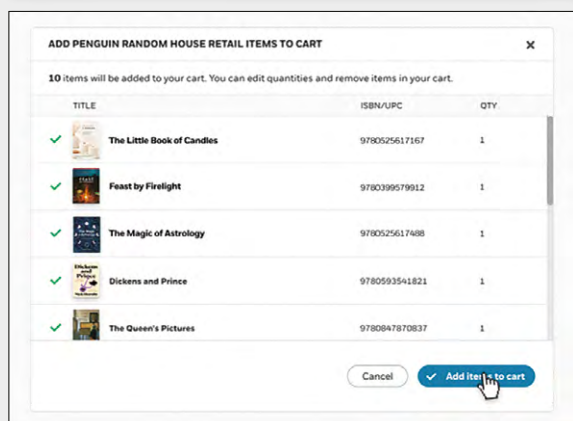 ADD PENGUIN RANDOM HOUSE RETAIL ITEMS TO CART
10 items will be added to your cart. You can edit quantities and remove items in your cart.
TITLE ISBN/UPC QTY
The Little Book of Candles 9780525617167 1
Feast by Firelight 9780399579912 1
The Magic of Astrology 9780525617488 1
Dickens and Prince 9780593541821 1
The Queen's Pictures 9780847870837 1
Cancel Add items to cart